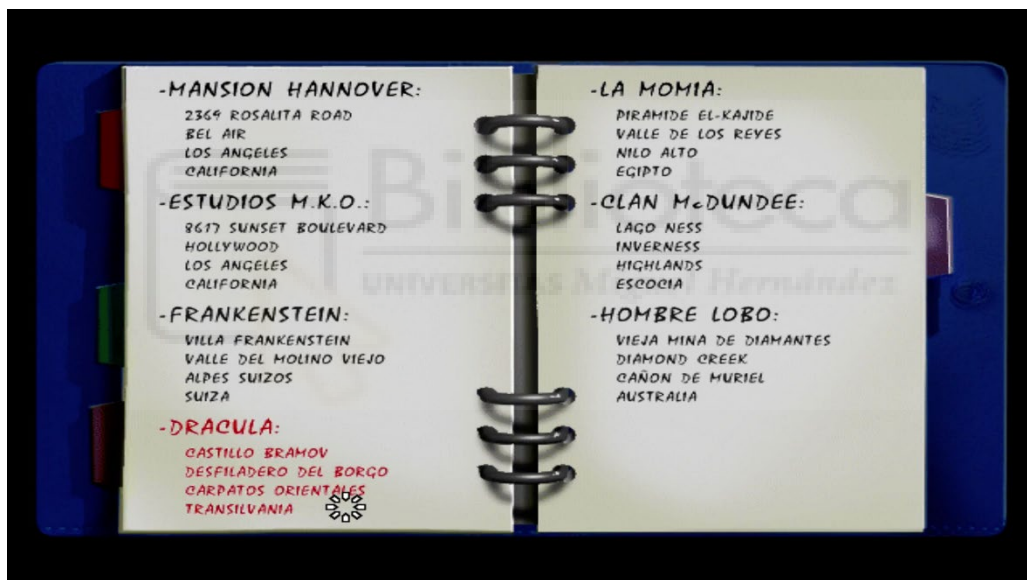 -MANSION HANNOVER:
2369 ROSALITA ROAD
BEL AIR
LOS ANGELES
CALIFORNIA
-ESTUDIOS M.K.O.:
8617 SUNSET BOULEVARD
HOLLYWOOD
LOS ANGELES
CALIFORNIA
-FRANKENSTEIN:
VILLA FRANKENSTEIN
VALLE DEL MOLINO VIEJO
ALPES SUIZOS
SUIZA
-DRACULA:
CASTILLO BRAMOV
DESFILADERO DEL BORGO
CARPATOS ORIENTALES
TRANSILVANIA
-LA MOMIA:
PIRAMIDE EL-KAJIDE
VALLE DE LOS REYES
NILO ALTO
EGIPTO
-CLAN McDUNDEE:
LAGO NESS
INVERNESS
HIGHLANDS
ESCOCIA
-HOMBRE LOBO:
VIEJA MINA DE DIAMANTES
DIAMOND CREEK
CAÑON DE MURIEL
AUSTRALIA
Biblioteca
UNIVERSITAS Miguel Hernández